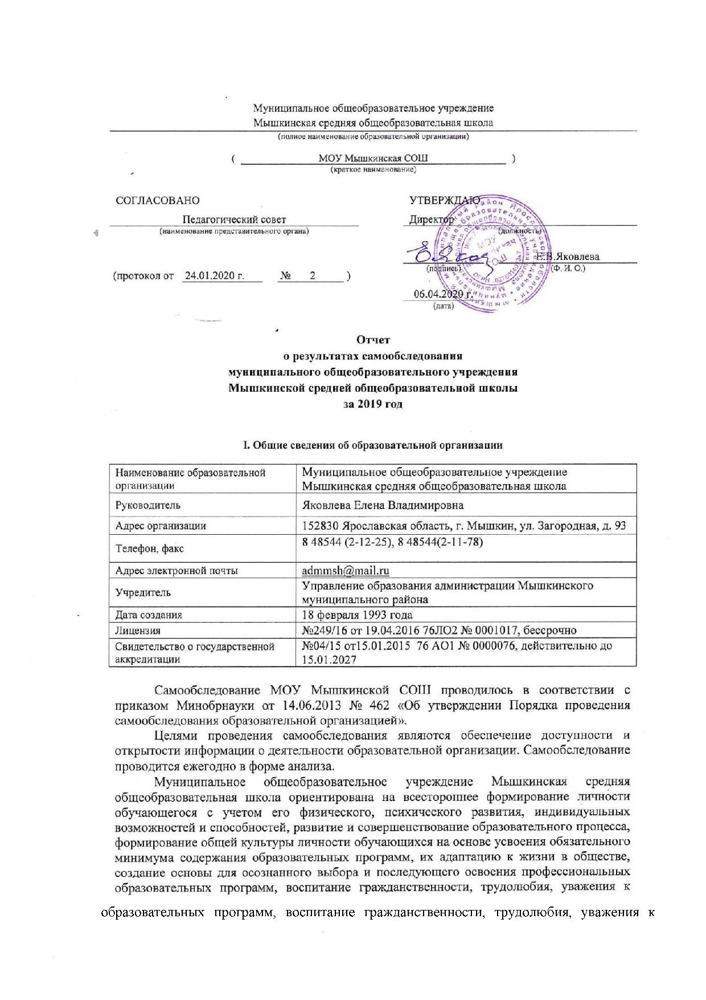 Муниципальное общеобразовательное учреждение
Мышкинская средняя общеобразовательная школа
(полное наименование образовательной организации)
( МОУ Мышкинская СОШ )
(краткое наименование)
СОГЛАСОВАНО
Педагогический совет
(наименование представительного органа)
(протокол от 24.01.2020 г. № 2 )
УТВЕРЖДАЮ
Директор
(должность)
Е.В.Яковлева
(подпись) (Ф. И. О.)
06.04.2020 г.
(дата)
Отчет
о результатах самообследования
муниципального общеобразовательного учреждения
Мышкинской средней общеобразовательной школы
за 2019 год
I. Общие сведения об образовательной организации
Наименование образовательной
организации
Муниципальное общеобразовательное учреждение
Мышкинская средняя общеобразовательная школа
Руководитель
Яковлева Елена Владимировна
Адрес организации
152830 Ярославская область, г. Мышкин, ул. Загородная, д. 93
Телефон, факс
8 48544 (2-12-25), 8 48544(2-11-78)
Адрес электронной почты
admmsh@mail.ru
Учредитель
Управление образования администрации Мышкинского
муниципального района
Дата создания
18 февраля 1993 года
Лицензия
№249/16 от 19.04.2016 76ЛО2 № 0001017, бессрочно
Свидетельство о государственной
аккредитации
№04/15 от15.01.2015 76 АО1 № 0000076, действительно до
15.01.2027
Самообследование МОУ Мышкинской СОШ проводилось в соответствии с
приказом Минобрнауки от 14.06.2013 № 462 «Об утверждении Порядка проведения
самообследования образовательной организацией».
Целями проведения самообследования являются обеспечение доступности и
открытости информации о деятельности образовательной организации. Самообследование
проводится ежегодно в форме анализа.
Муниципальное общеобразовательное учреждение Мышкинская средняя
общеобразовательная школа ориентирована на всестороннее формирование личности
обучающегося с учетом его физического, психического развития, индивидуальных
возможностей и способностей, развитие и совершенствование образовательного процесса,
формирование общей культуры личности обучающихся на основе усвоения обязательного
минимума содержания образовательных программ, их адаптацию к жизни в обществе,
создание основы для осознанного выбора и последующего освоения профессиональных
образовательных программ, воспитание гражданственности, трудолюбия, уважения к
образовательных программ, воспитание гражданственности, трудолюбия, уважения к